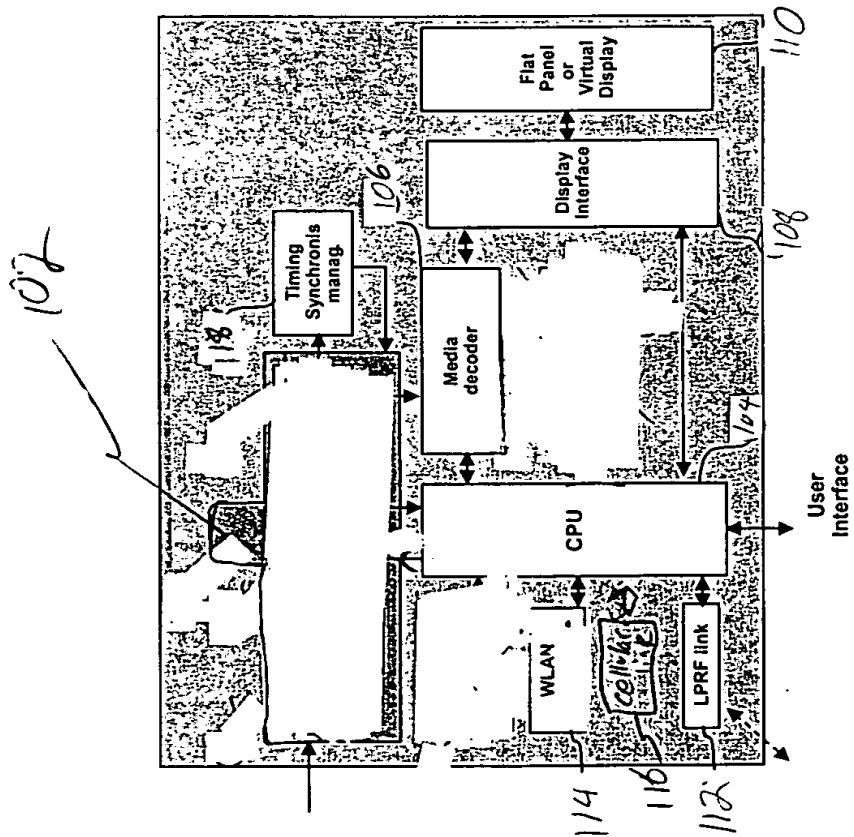 102
118
Timing
Synchronis
manag.
106
Flat
Panel
or
Virtual
Display
110
Display
Interface
108
Media
decoder
CPU
104
WLAN
114
cellular
116
LPRF link
112
User
Interface